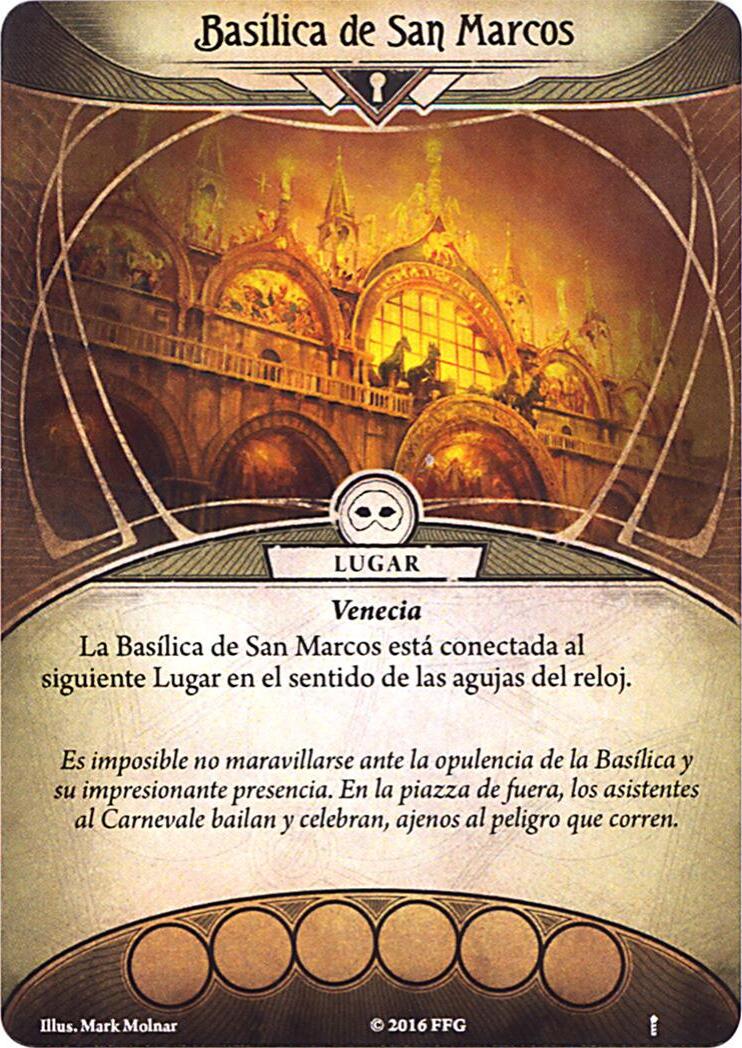 Basílica de San Marcos
LUGAR
Venecia
La Basílica de San Marcos está conectada al
siguiente Lugar en el sentido de las agujas del reloj.
Es imposible no maravillarse ante la opulencia de la Basílica y
su impresionante presencia. En la piazza de fuera, los asistentes
al Carnevale bailan y celebran, ajenos al peligro que corren.
Illus. Mark Molnar
© 2016 FFG